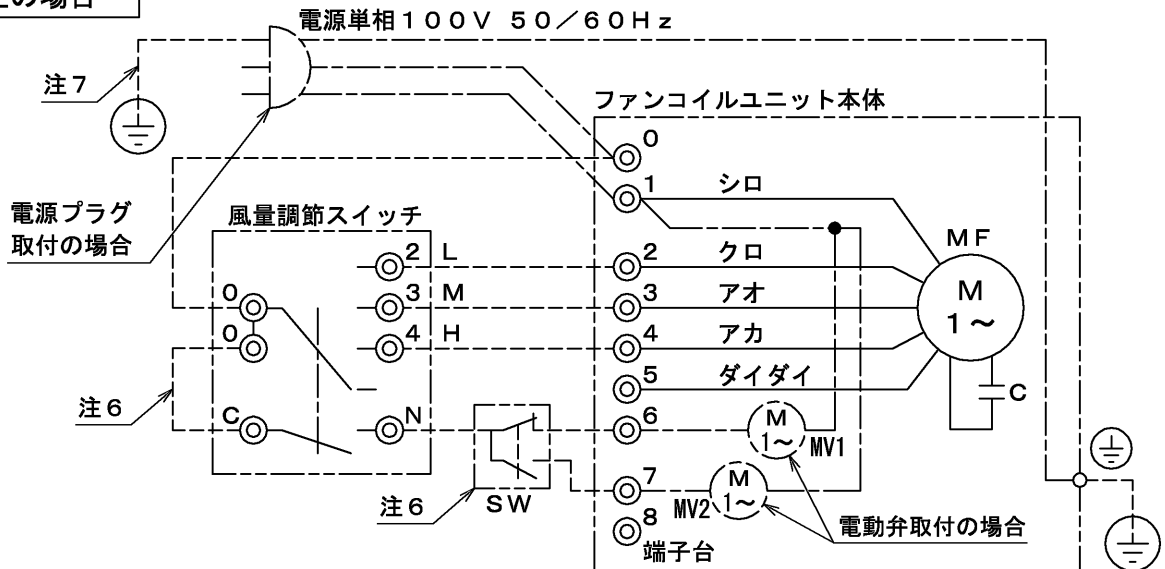 の場合
電源単相100V 50/60Hz
注7
ファンコイルユニット本体
0
1
シロ
電源プラグ
取付の場合
風量調節スイッチ
MF
2 L
2
クロ
M
1~
0
3 M
3
アオ
0
4 H
4
アカ
5
ダイダイ
C
注6
C
N
6
M
1~
MV1
7
M
1~
MV2
注6
SW
8
端子台
電動弁取付の場合